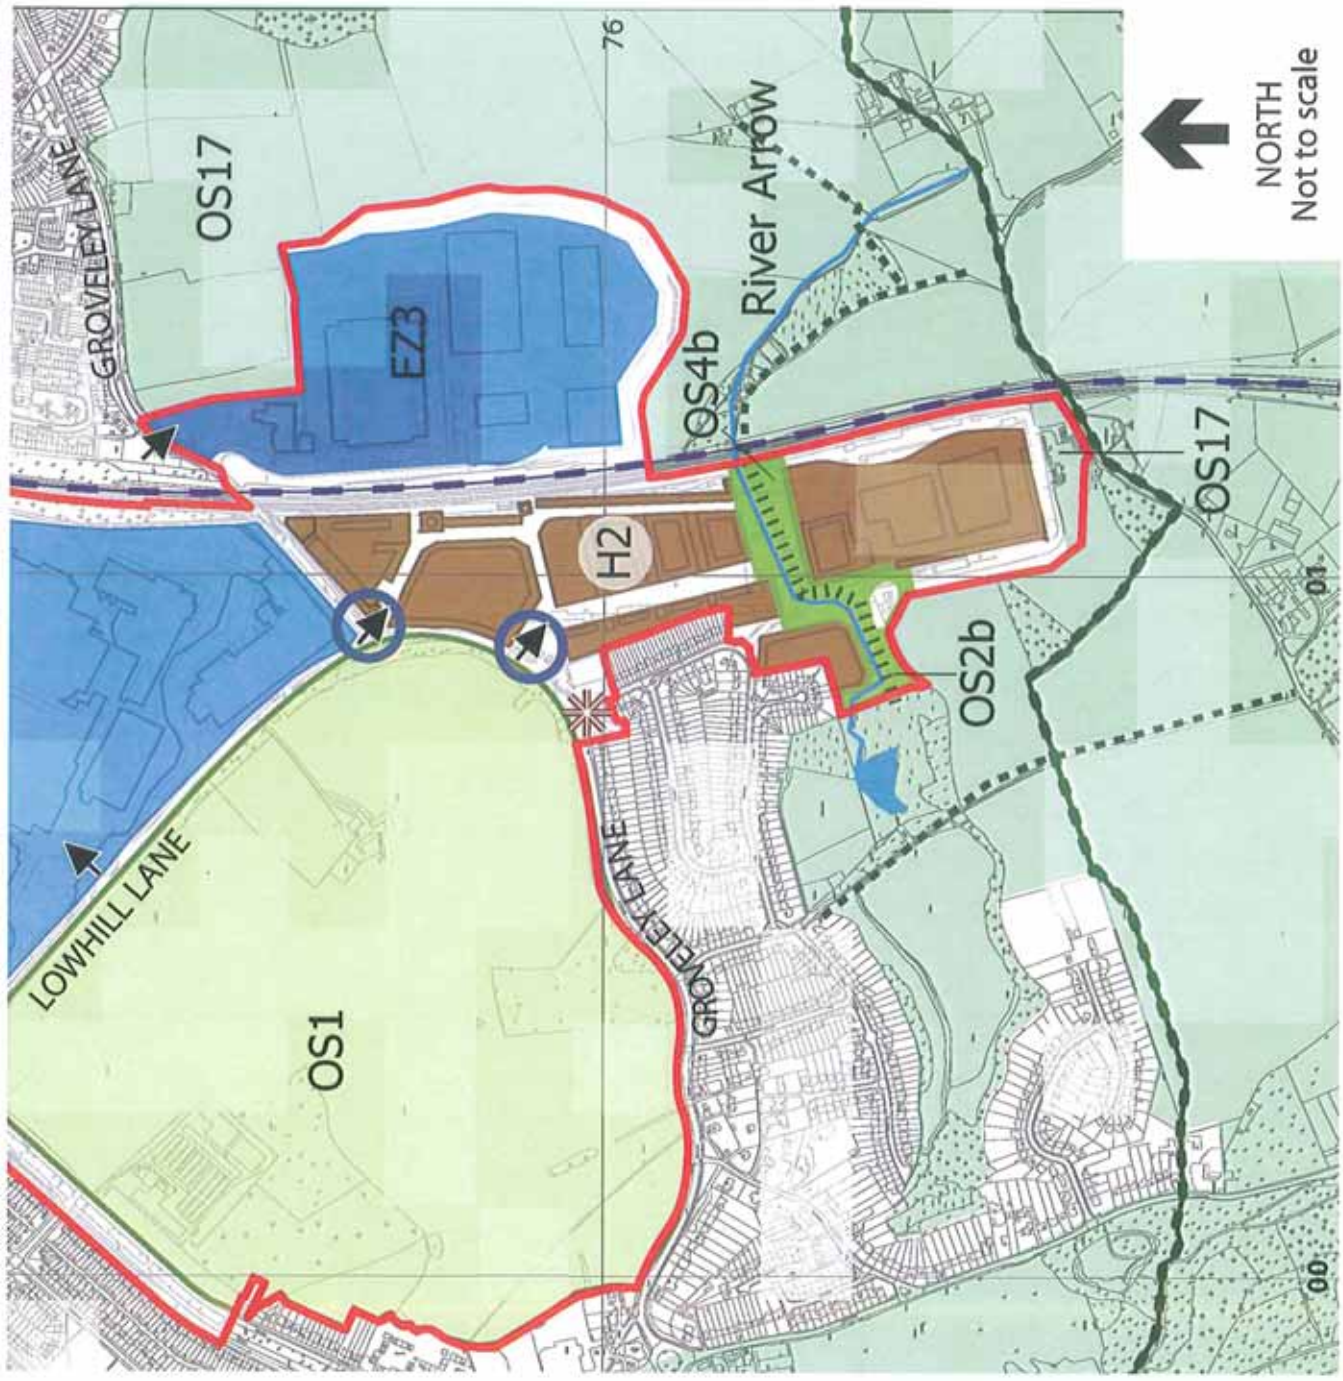 GROVELEY LANE
OS17
76
NORTH
Not to scale
River Arrow
EZ3
OS4b
H2
OS17
LOWHILL LANE
OS2b
01
GROVELEY LANE
OS1
00